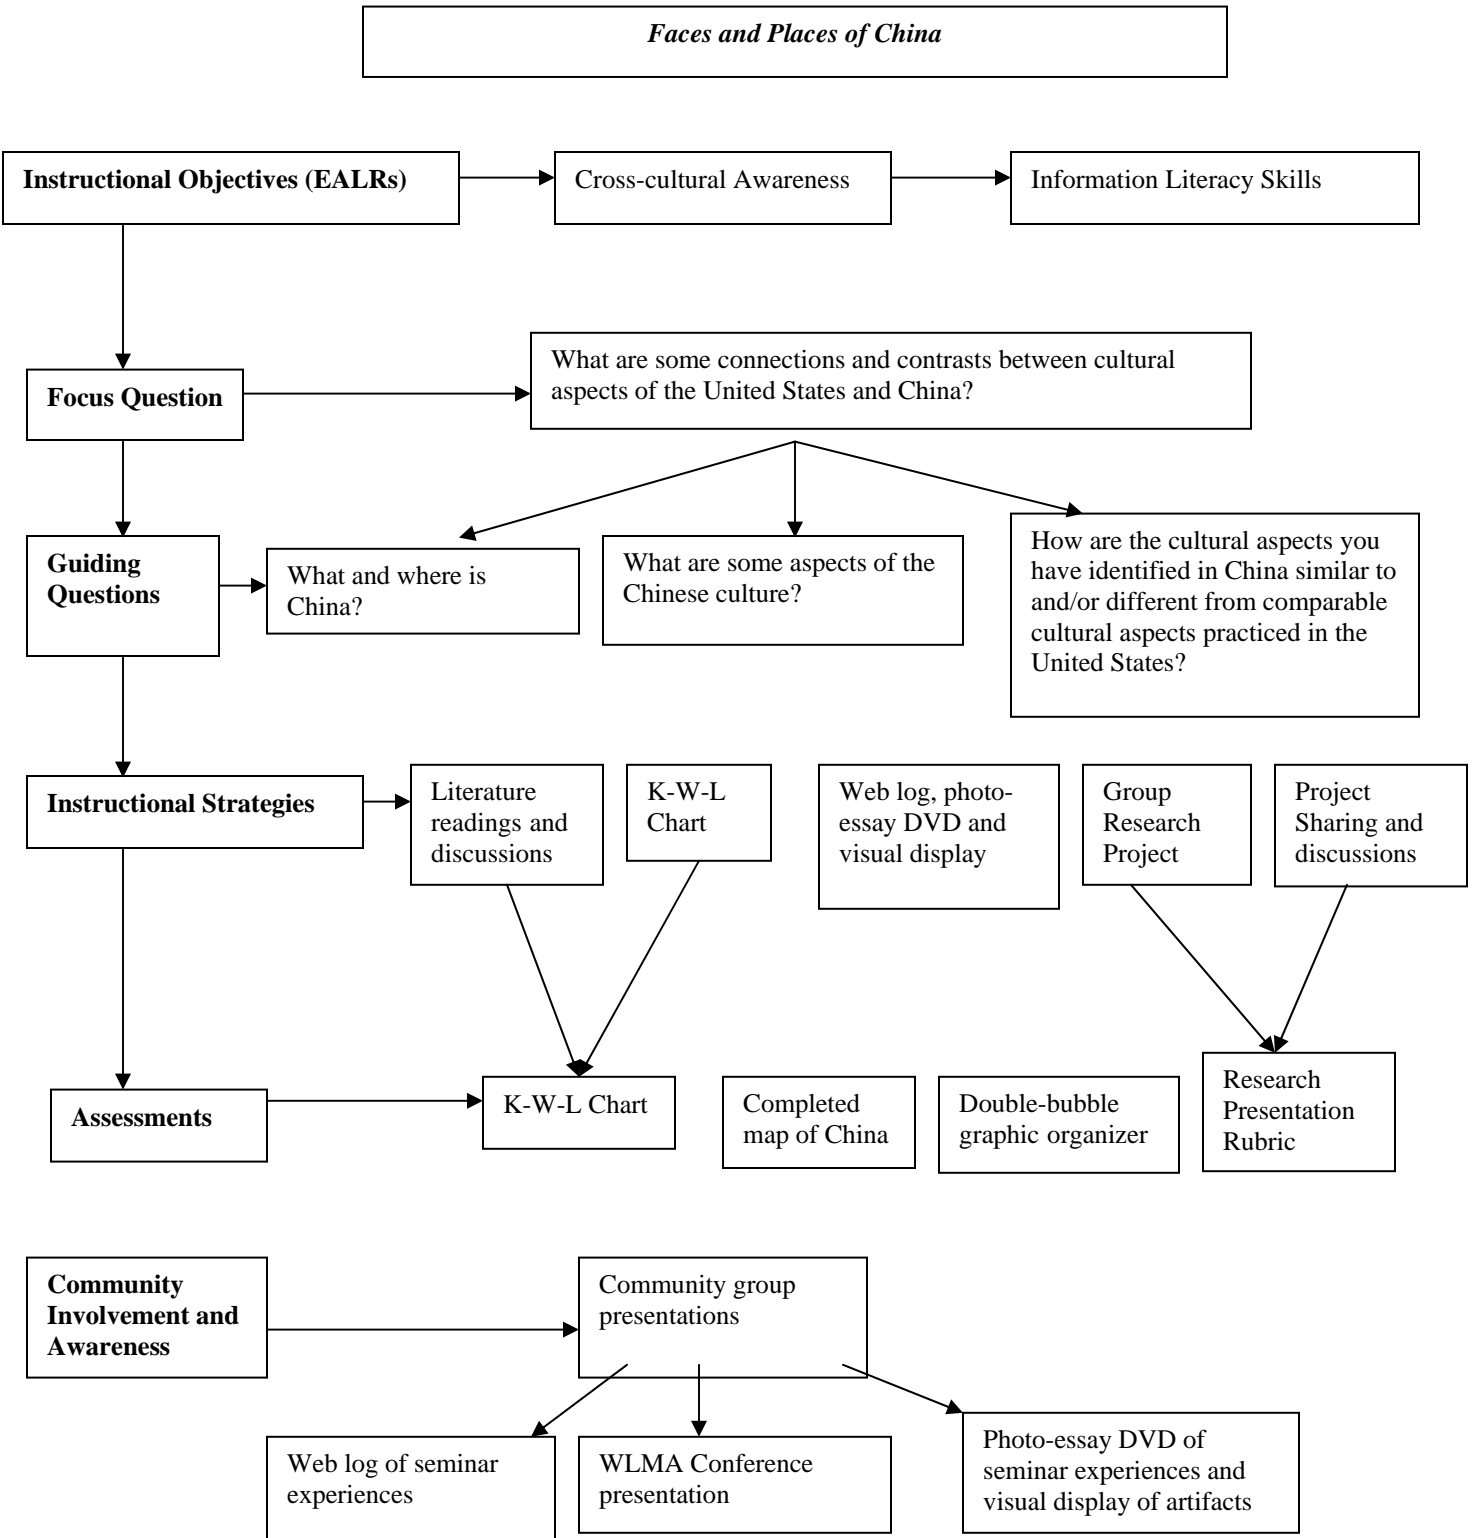 Faces and Places of China
Instructional Objectives (EALRs)
Cross-cultural Awareness
Information Literacy Skills
What are some connections and contrasts between cultural
aspects of the United States and China?
Focus Question
Guiding
Questions
What and where is
China?
What are some aspects of the
Chinese culture?
How are the cultural aspects you
have identified in China similar to
and/or different from comparable
cultural aspects practiced in the
United States?
Instructional Strategies
Literature
readings and
discussions
K-W-L
Chart
Web log, photo-
essay DVD and
visual display
Group
Research
Project
Project
Sharing and
discussions
Assessments
K-W-L Chart
Completed
map of China
Double-bubble
graphic organizer
Research
Presentation
Rubric
Community
Involvement and
Awareness
Community group
presentations
Web log of seminar
experiences
WLMA Conference
presentation
Photo-essay DVD of
seminar experiences and
visual display of artifacts